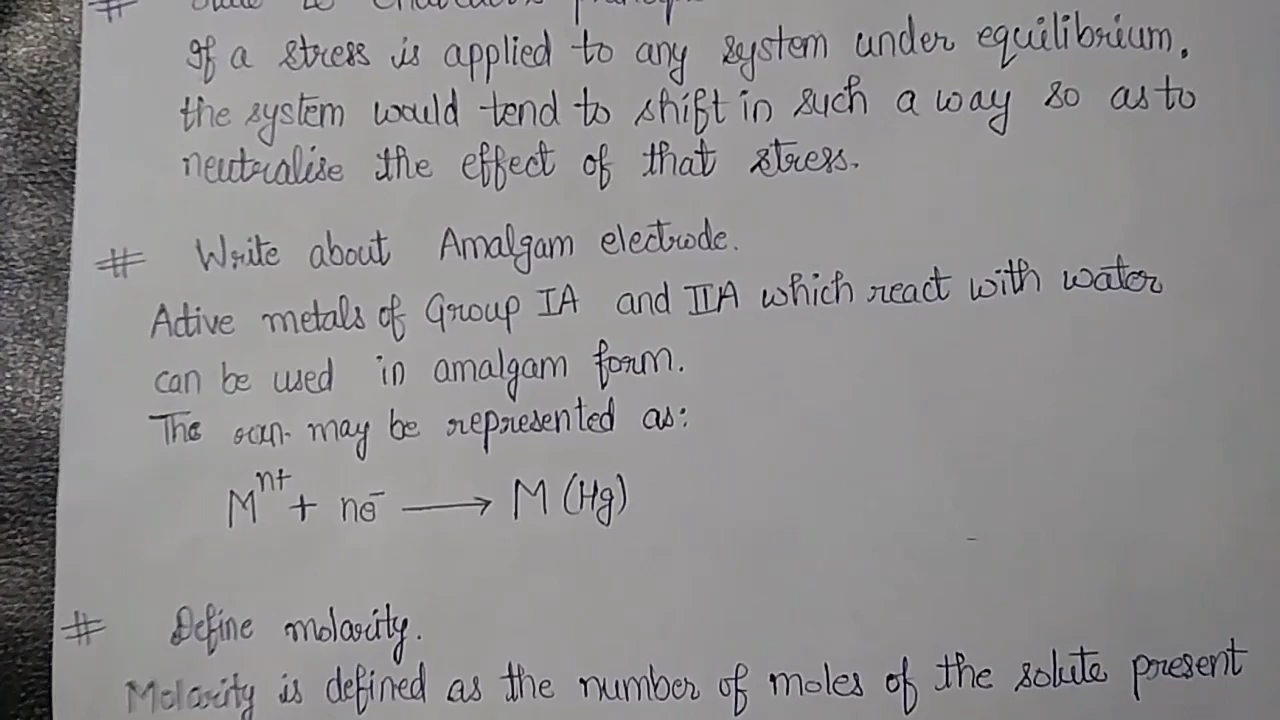 #
If a stress is applied to any system under equilibrium,
the system would tend to shift in such a way so as to
neutralise the effect of that stress.
# Write about Amalgam electrode.
Active metals of Group IA and IIA which react with water
can be used in amalgam form.
The rxn. may be represented as:
Mⁿ⁺ + ne⁻ ⟶ M (Hg)
# Define molarity.
Molarity is defined as the number of moles of the solute present